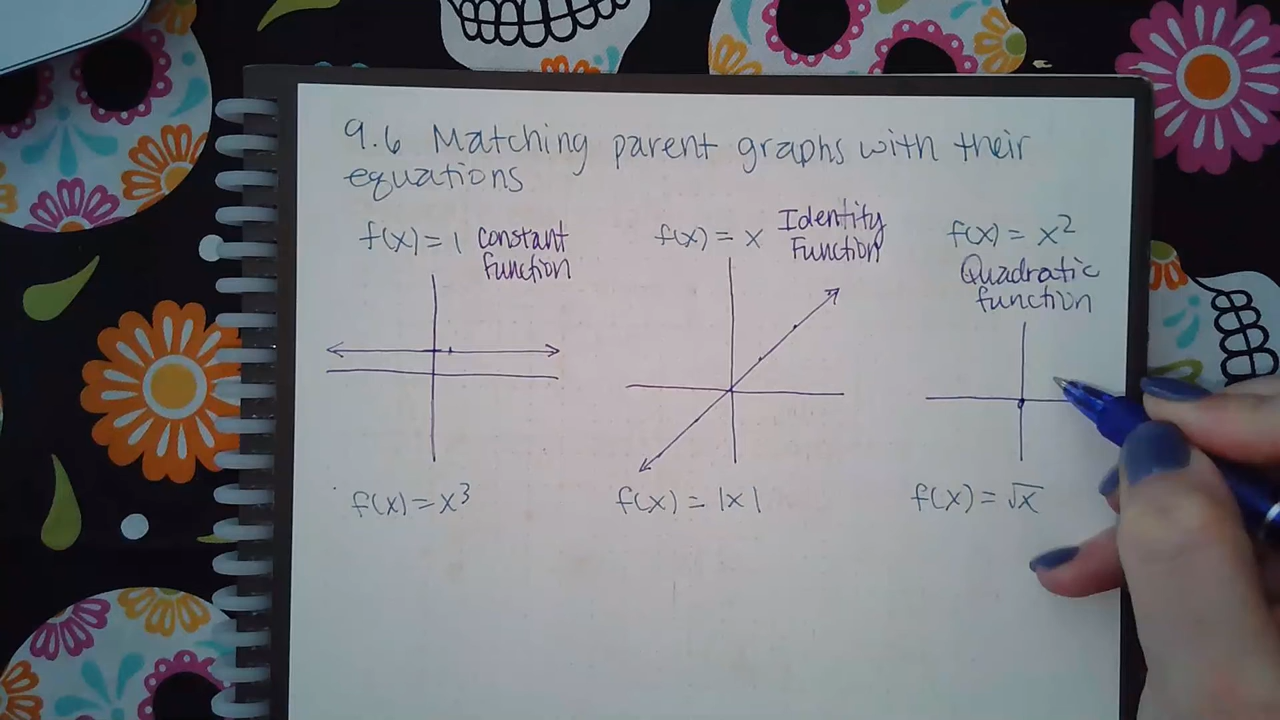 9.6 Matching parent graphs with their
equations
f(x) = 1 Constant
Function
f(x) = x Identity
Function
f(x) = x²
Quadratic
function
f(x) = x³
f(x) = |x|
f(x) = √x